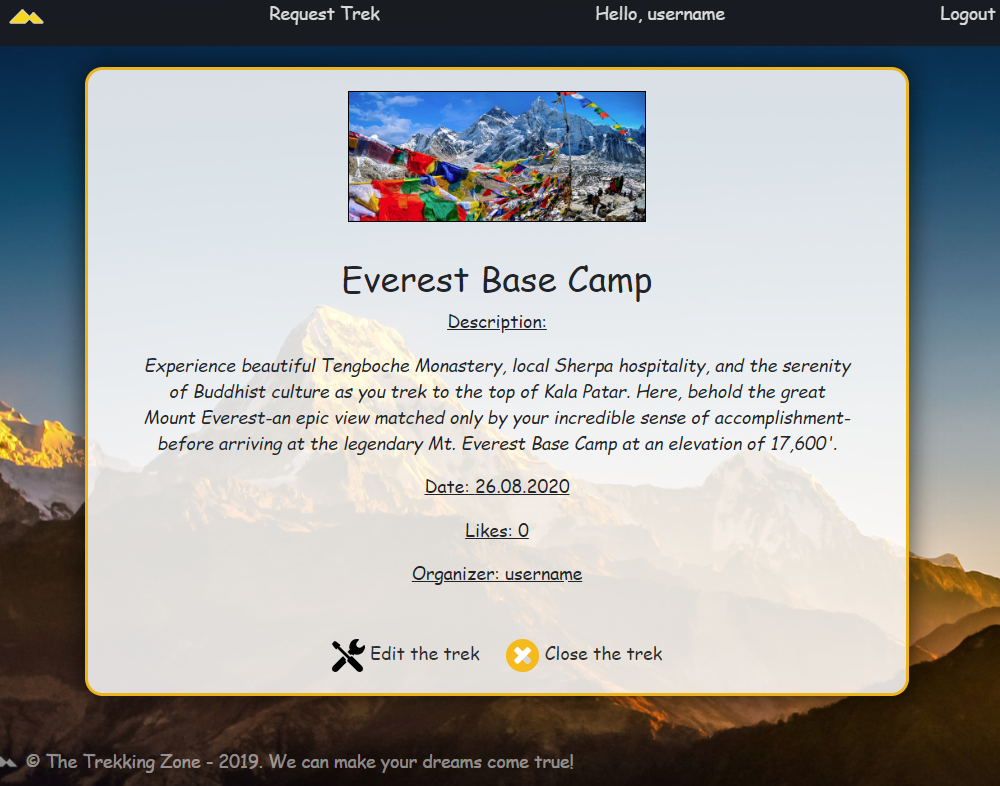 Request Trek
Hello, username
Logout
Everest Base Camp
Description:
Experience beautiful Tengboche Monastery, local Sherpa hospitality, and the serenity
of Buddhist culture as you trek to the top of Kala Patar. Here, behold the great
Mount Everest-an epic view matched only by your incredible sense of accomplishment-
before arriving at the legendary Mt. Everest Base Camp at an elevation of 17,600'.
Date: 26.08.2020
Likes: 0
Organizer: username
Edit the trek
Close the trek
© The Trekking Zone - 2019. We can make your dreams come true!